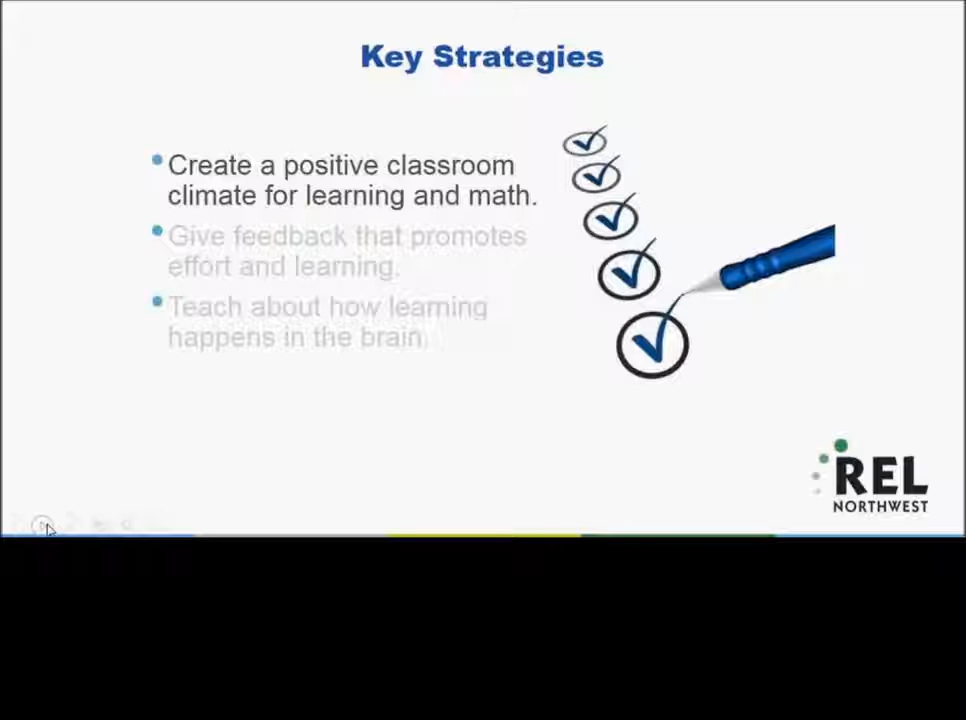 Key Strategies
Create a positive classroom
climate for learning and math.
Give feedback that promotes
effort and learning.
Teach about how learning
happens in the brain.
REL
NORTHWEST